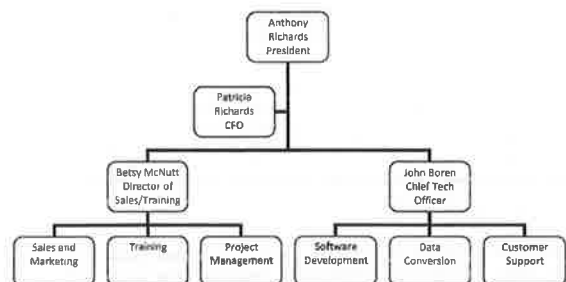 Anthony
Richards
President
Patricia
Richards
CFO
Betsy McNutt
Director of
Sales/Training
John Boren
Chief Tech
Officer
Sales and
Marketing
Training
Project
Management
Software
Development
Data
Conversion
Customer
Support